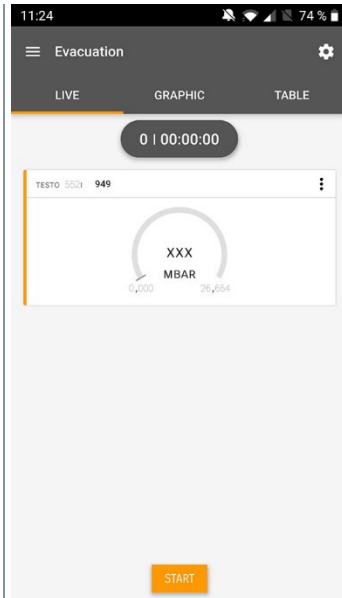 11:24 74 %
Evacuation
LIVE GRAPHIC TABLE
0 | 00:00:00
TESTO 552I 949
XXX
MBAR
0,000 26,664
START